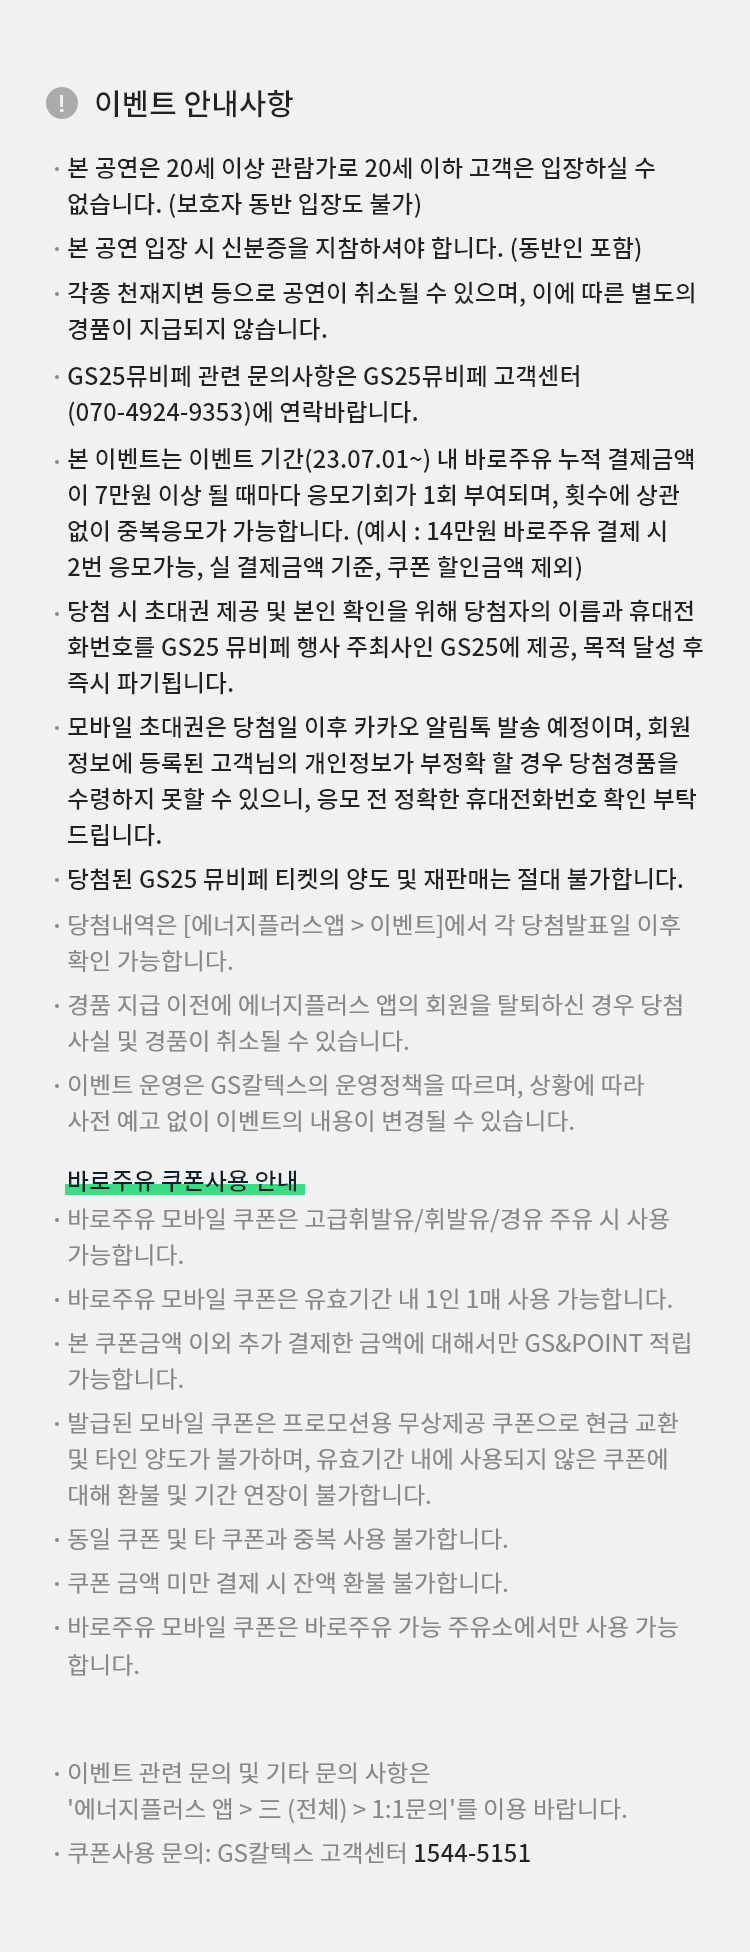 ! 이벤트 안내사항
· 본 공연은 20세 이상 관람가로 20세 이하 고객은 입장하실 수
없습니다. (보호자 동반 입장도 불가)
· 본 공연 입장 시 신분증을 지참하셔야 합니다. (동반인 포함)
· 각종 천재지변 등으로 공연이 취소될 수 있으며, 이에 따른 별도의
경품이 지급되지 않습니다.
· GS25뮤비페 관련 문의사항은 GS25뮤비페 고객센터
(070-4924-9353)에 연락바랍니다.
· 본 이벤트는 이벤트 기간(23.07.01~) 내 바로주유 누적 결제금액
이 7만원 이상 될 때마다 응모기회가 1회 부여되며, 횟수에 상관
없이 중복응모가 가능합니다. (예시 : 14만원 바로주유 결제 시
2번 응모가능, 실 결제금액 기준, 쿠폰 할인금액 제외)
· 당첨 시 초대권 제공 및 본인 확인을 위해 당첨자의 이름과 휴대전
화번호를 GS25 뮤비페 행사 주최사인 GS25에 제공, 목적 달성 후
즉시 파기됩니다.
· 모바일 초대권은 당첨일 이후 카카오 알림톡 발송 예정이며, 회원
정보에 등록된 고객님의 개인정보가 부정확 할 경우 당첨경품을
수령하지 못할 수 있으니, 응모 전 정확한 휴대전화번호 확인 부탁
드립니다.
· 당첨된 GS25 뮤비페 티켓의 양도 및 재판매는 절대 불가합니다.
· 당첨내역은 [에너지플러스앱 > 이벤트]에서 각 당첨발표일 이후
확인 가능합니다.
· 경품 지급 이전에 에너지플러스 앱의 회원을 탈퇴하신 경우 당첨
사실 및 경품이 취소될 수 있습니다.
· 이벤트 운영은 GS칼텍스의 운영정책을 따르며, 상황에 따라
사전 예고 없이 이벤트의 내용이 변경될 수 있습니다.
바로주유 쿠폰사용 안내
· 바로주유 모바일 쿠폰은 고급휘발유/휘발유/경유 주유 시 사용
가능합니다.
· 바로주유 모바일 쿠폰은 유효기간 내 1인 1매 사용 가능합니다.
· 본 쿠폰금액 이외 추가 결제한 금액에 대해서만 GS&POINT 적립
가능합니다.
· 발급된 모바일 쿠폰은 프로모션용 무상제공 쿠폰으로 현금 교환
및 타인 양도가 불가하며, 유효기간 내에 사용되지 않은 쿠폰에
대해 환불 및 기간 연장이 불가합니다.
· 동일 쿠폰 및 타 쿠폰과 중복 사용 불가합니다.
· 쿠폰 금액 미만 결제 시 잔액 환불 불가합니다.
· 바로주유 모바일 쿠폰은 바로주유 가능 주유소에서만 사용 가능
합니다.
· 이벤트 관련 문의 및 기타 문의 사항은
'에너지플러스 앱 > 三 (전체) > 1:1문의'를 이용 바랍니다.
· 쿠폰사용 문의: GS칼텍스 고객센터 1544-5151